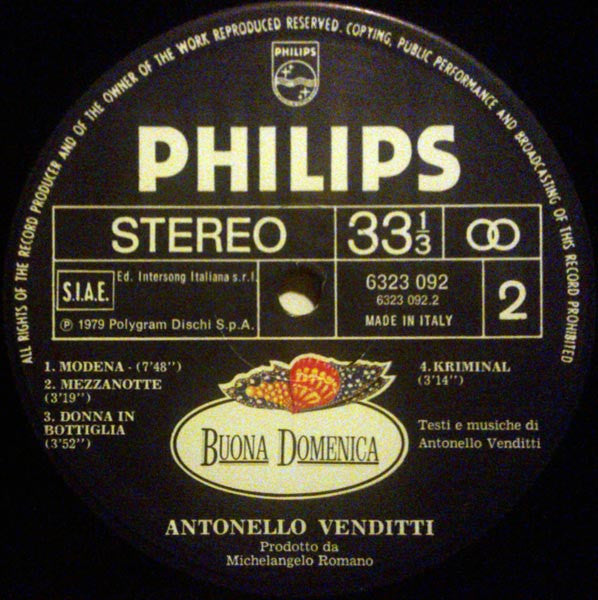 ALL RIGHTS OF THE RECORD PRODUCER AND OF THE OWNER OF THE WORK REPRODUCED RESERVED. COPYING, PUBLIC PERFORMANCE AND BROADCASTING OF THIS RECORD PROHIBITED
PHILIPS
PHILIPS
STEREO
33 1/3
S.I.A.E.
Ed. Intersong Italiana s.r.l.
℗ 1979 Polygram Dischi S.p.A.
6323 092
6323 092.2
MADE IN ITALY
2
1. MODENA - (7'48'')
2. MEZZANOTTE
(3'19'')
3. DONNA IN
BOTTIGLIA
(3'52'')
4. KRIMINAL
(3'14'')
BUONA DOMENICA
Testi e musiche di
Antonello Venditti
ANTONELLO VENDITTI
Prodotto da
Michelangelo Romano